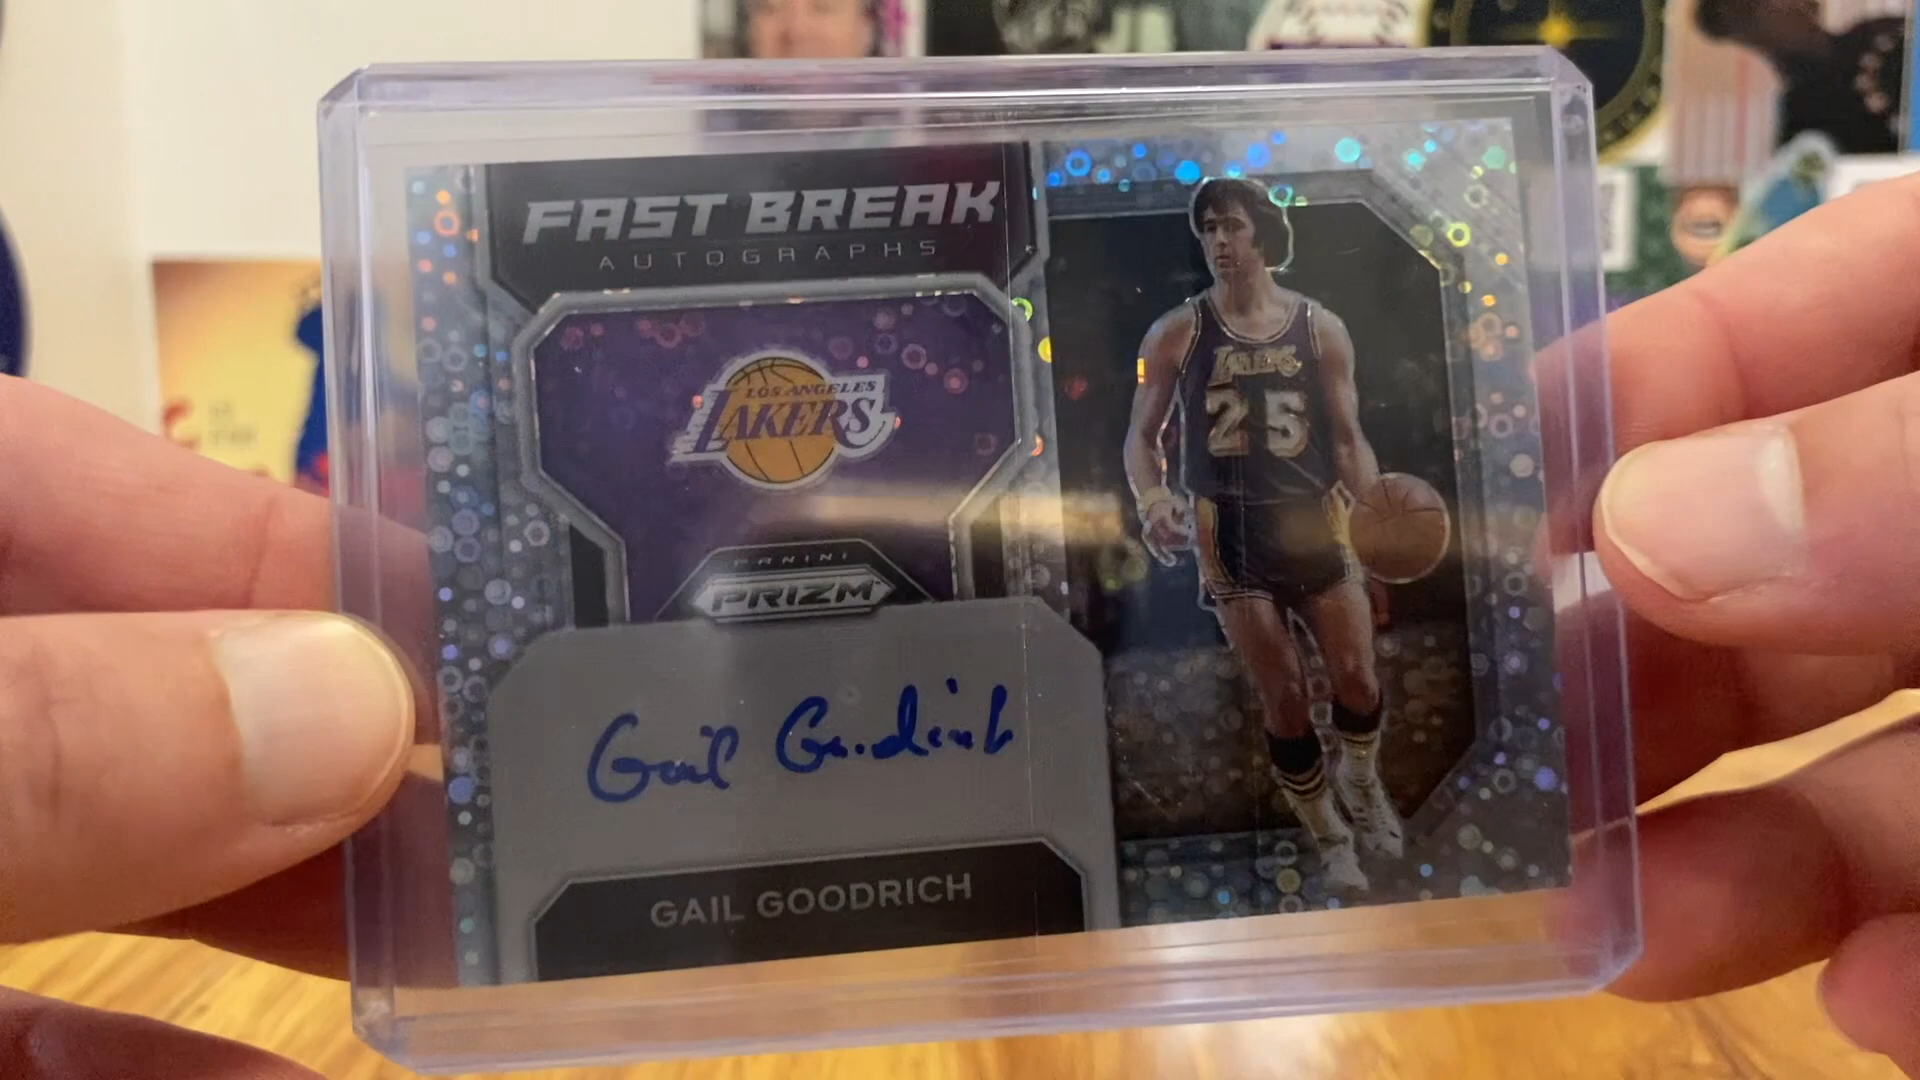 FAST BREAK
AUTOGRAPHS
LOS ANGELES
LAKERS
PANINI
PRIZM
Gail Goodrich
GAIL GOODRICH
LAKERS
25